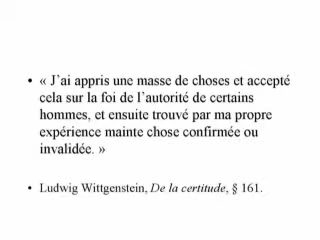 • « J’ai appris une masse de choses et accepté
cela sur la foi de l’autorité de certains
hommes, et ensuite trouvé par ma propre
expérience mainte chose confirmée ou
invalidée. »
• Ludwig Wittgenstein, De la certitude, § 161.